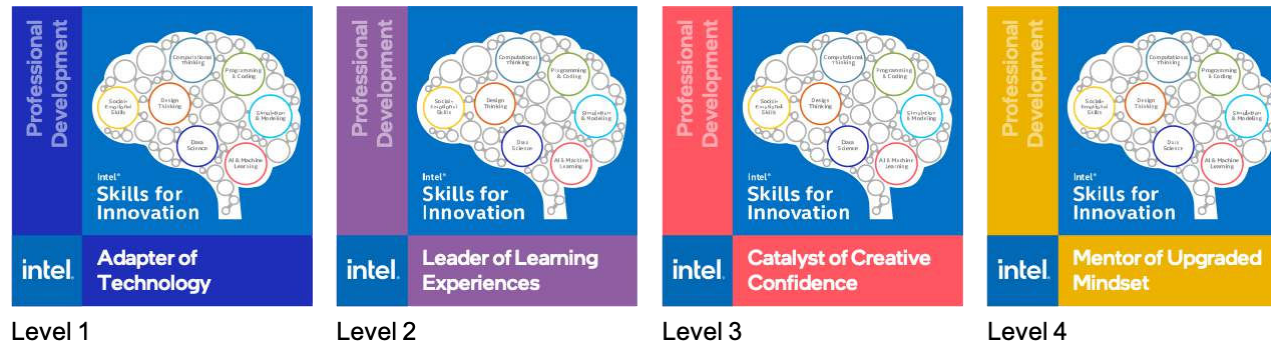 Professional
Development
Computational
Thinking
Programming
& Coding
Socio-
Emotional
Skills
Design
Thinking
Simulation
& Modeling
Data
Science
AI & Machine
Learning
Intel®
Skills for
Innovation
intel.
Adapter of
Technology
Level 1
Professional
Development
Computational
Thinking
Programming
& Coding
Socio-
Emotional
Skills
Design
Thinking
Simulation
& Modeling
Data
Science
AI & Machine
Learning
Intel®
Skills for
Innovation
intel.
Leader of Learning
Experiences
Level 2
Professional
Development
Computational
Thinking
Programming
& Coding
Socio-
Emotional
Skills
Design
Thinking
Simulation
& Modeling
Data
Science
AI & Machine
Learning
Intel®
Skills for
Innovation
intel.
Catalyst of Creative
Confidence
Level 3
Professional
Development
Computational
Thinking
Programming
& Coding
Socio-
Emotional
Skills
Design
Thinking
Simulation
& Modeling
Data
Science
AI & Machine
Learning
Intel®
Skills for
Innovation
intel.
Mentor of Upgraded
Mindset
Level 4